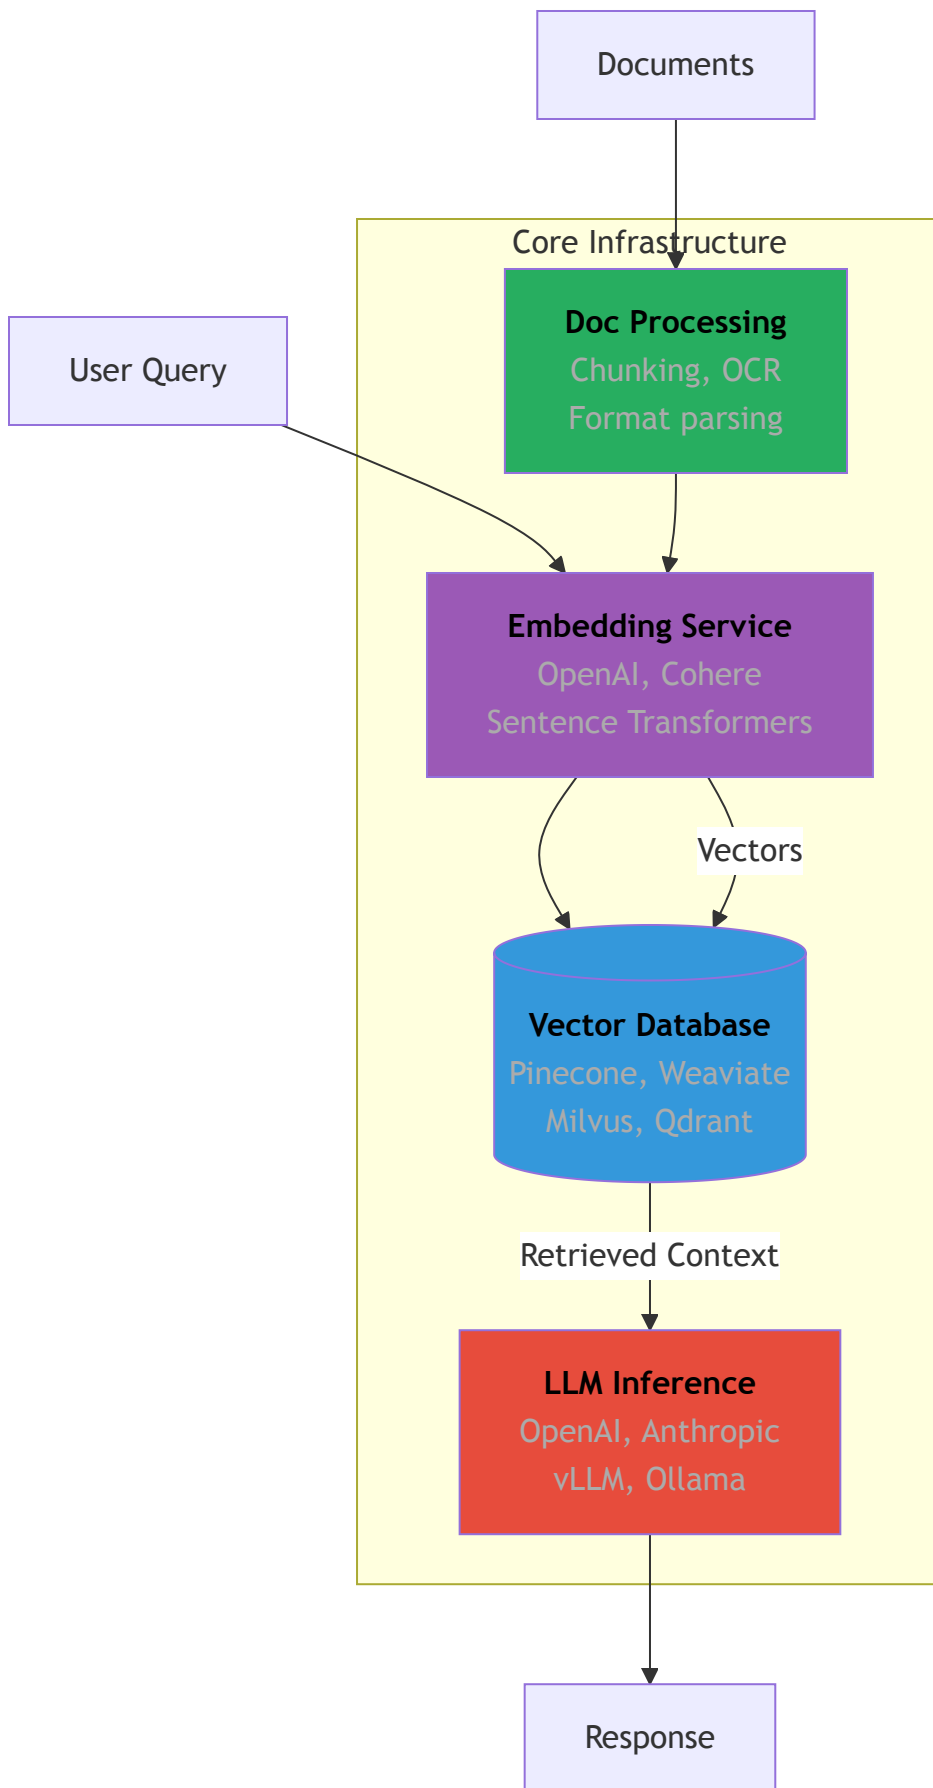 Documents
Core Infrastructure
Doc Processing
Chunking, OCR
Format parsing
User Query
Embedding Service
OpenAI, Cohere
Sentence Transformers
Vectors
Vector Database
Pinecone, Weaviate
Milvus, Qdrant
Retrieved Context
LLM Inference
OpenAI, Anthropic
vLLM, Ollama
Response